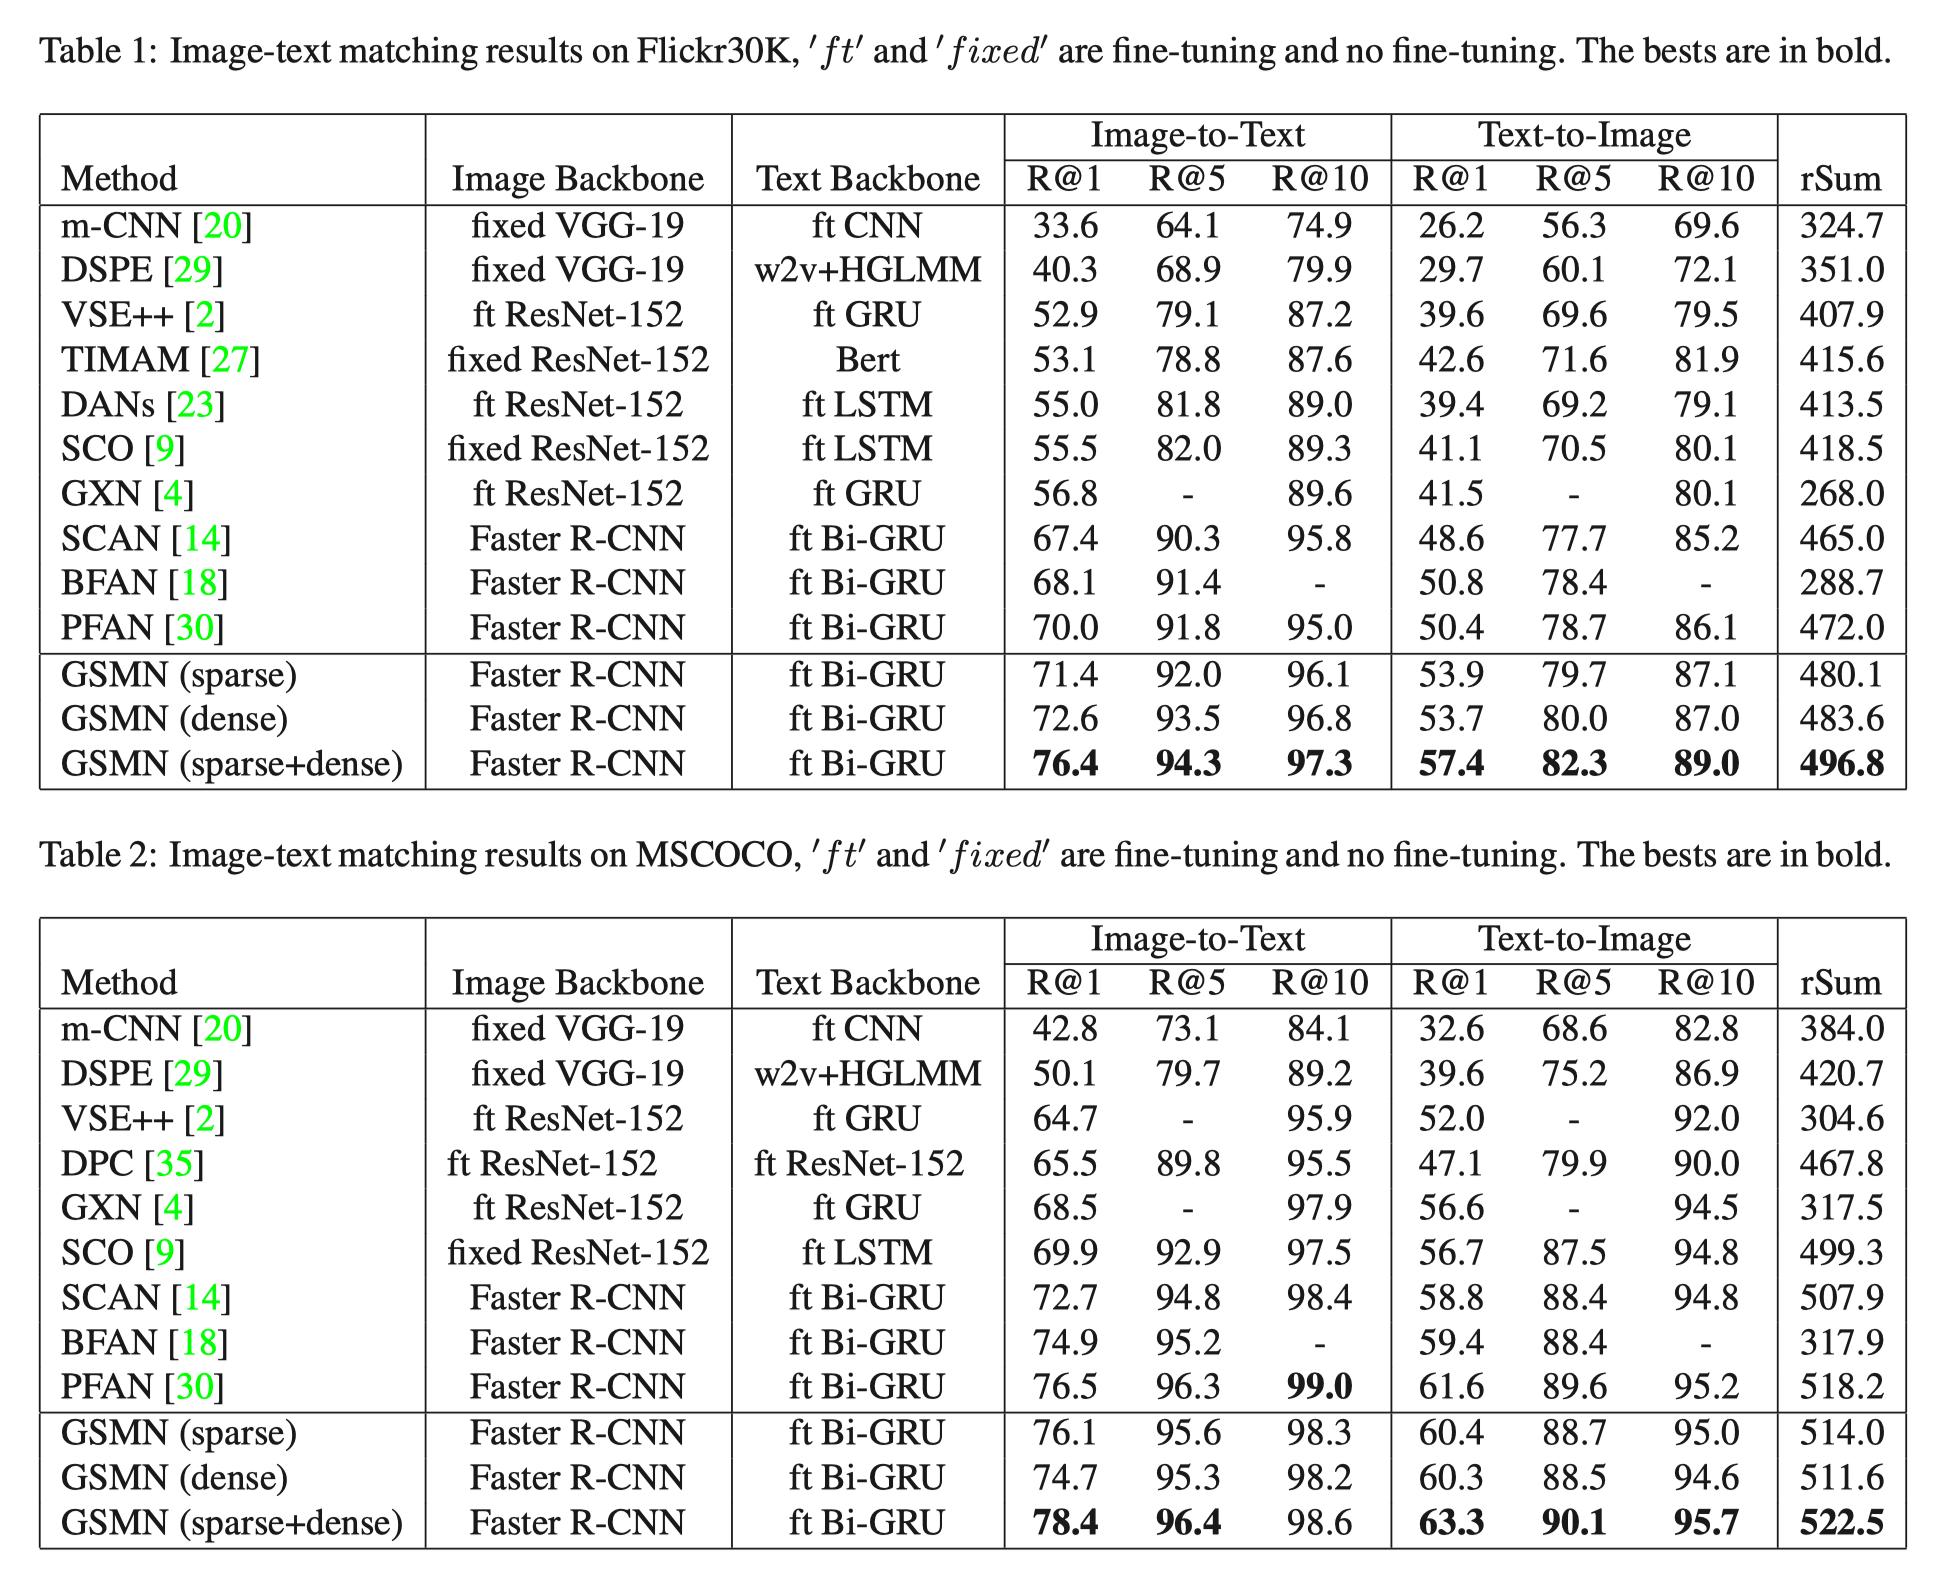 Table 1: Image-text matching results on Flickr30K, 'ft' and 'fixed' are fine-tuning and no fine-tuning. The bests are in bold.
Image-to-Text Text-to-Image
Method Image Backbone Text Backbone R@1 R@5 R@10 R@1 R@5 R@10 rSum
m-CNN [20] fixed VGG-19 ft CNN 33.6 64.1 74.9 26.2 56.3 69.6 324.7
DSPE [29] fixed VGG-19 w2v+HGLMM 40.3 68.9 79.9 29.7 60.1 72.1 351.0
VSE++ [2] ft ResNet-152 ft GRU 52.9 79.1 87.2 39.6 69.6 79.5 407.9
TIMAM [27] fixed ResNet-152 Bert 53.1 78.8 87.6 42.6 71.6 81.9 415.6
DANs [23] ft ResNet-152 ft LSTM 55.0 81.8 89.0 39.4 69.2 79.1 413.5
SCO [9] fixed ResNet-152 ft LSTM 55.5 82.0 89.3 41.1 70.5 80.1 418.5
GXN [4] ft ResNet-152 ft GRU 56.8 - 89.6 41.5 - 80.1 268.0
SCAN [14] Faster R-CNN ft Bi-GRU 67.4 90.3 95.8 48.6 77.7 85.2 465.0
BFAN [18] Faster R-CNN ft Bi-GRU 68.1 91.4 - 50.8 78.4 - 288.7
PFAN [30] Faster R-CNN ft Bi-GRU 70.0 91.8 95.0 50.4 78.7 86.1 472.0
GSMN (sparse) Faster R-CNN ft Bi-GRU 71.4 92.0 96.1 53.9 79.7 87.1 480.1
GSMN (dense) Faster R-CNN ft Bi-GRU 72.6 93.5 96.8 53.7 80.0 87.0 483.6
GSMN (sparse+dense) Faster R-CNN ft Bi-GRU 76.4 94.3 97.3 57.4 82.3 89.0 496.8
Table 2: Image-text matching results on MSCOCO, 'ft' and 'fixed' are fine-tuning and no fine-tuning. The bests are in bold.
Image-to-Text Text-to-Image
Method Image Backbone Text Backbone R@1 R@5 R@10 R@1 R@5 R@10 rSum
m-CNN [20] fixed VGG-19 ft CNN 42.8 73.1 84.1 32.6 68.6 82.8 384.0
DSPE [29] fixed VGG-19 w2v+HGLMM 50.1 79.7 89.2 39.6 75.2 86.9 420.7
VSE++ [2] ft ResNet-152 ft GRU 64.7 - 95.9 52.0 - 92.0 304.6
DPC [35] ft ResNet-152 ft ResNet-152 65.5 89.8 95.5 47.1 79.9 90.0 467.8
GXN [4] ft ResNet-152 ft GRU 68.5 - 97.9 56.6 - 94.5 317.5
SCO [9] fixed ResNet-152 ft LSTM 69.9 92.9 97.5 56.7 87.5 94.8 499.3
SCAN [14] Faster R-CNN ft Bi-GRU 72.7 94.8 98.4 58.8 88.4 94.8 507.9
BFAN [18] Faster R-CNN ft Bi-GRU 74.9 95.2 - 59.4 88.4 - 317.9
PFAN [30] Faster R-CNN ft Bi-GRU 76.5 96.3 99.0 61.6 89.6 95.2 518.2
GSMN (sparse) Faster R-CNN ft Bi-GRU 76.1 95.6 98.3 60.4 88.7 95.0 514.0
GSMN (dense) Faster R-CNN ft Bi-GRU 74.7 95.3 98.2 60.3 88.5 94.6 511.6
GSMN (sparse+dense) Faster R-CNN ft Bi-GRU 78.4 96.4 98.6 63.3 90.1 95.7 522.5